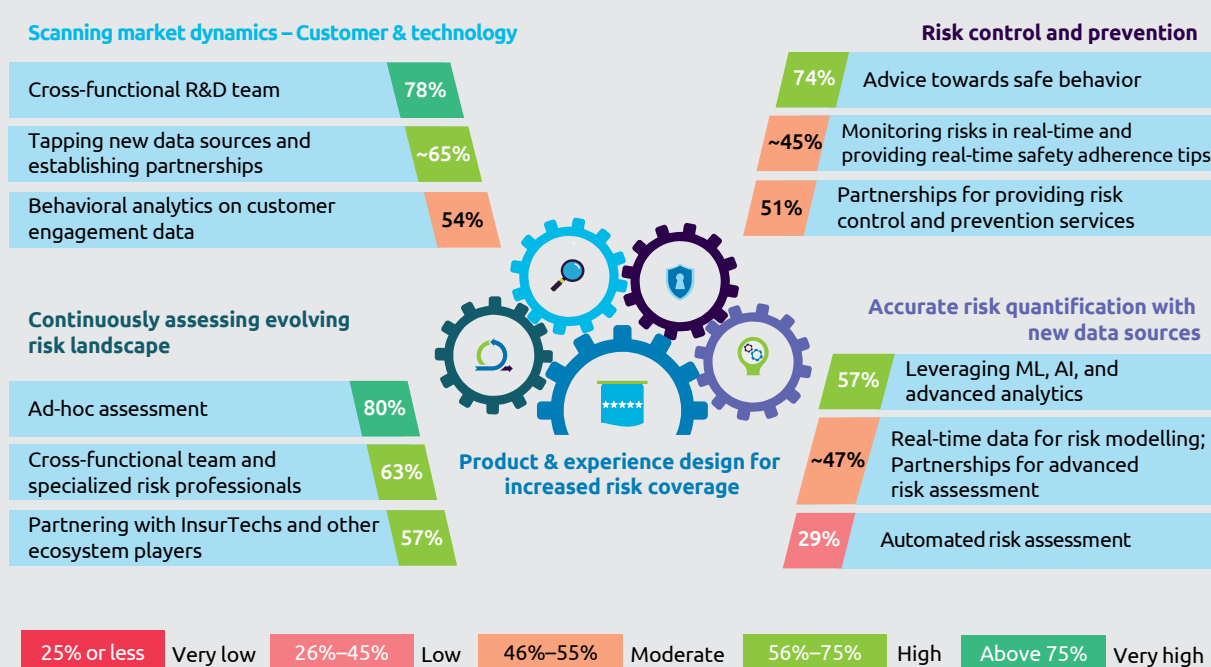 Scanning market dynamics – Customer & technology
Cross-functional R&D team
78%
Tapping new data sources and
establishing partnerships
~65%
Behavioral analytics on customer
engagement data
54%
Risk control and prevention
74%
Advice towards safe behavior
~45%
Monitoring risks in real-time and
providing real-time safety adherence tips
51%
Partnerships for providing risk
control and prevention services
Continuously assessing evolving
risk landscape
Ad-hoc assessment
80%
Cross-functional team and
specialized risk professionals
63%
Partnering with InsurTechs and other
ecosystem players
57%
Product & experience design for
increased risk coverage
Accurate risk quantification with
new data sources
57%
Leveraging ML, AI, and
advanced analytics
~47%
Real-time data for risk modelling;
Partnerships for advanced
risk assessment
29%
Automated risk assessment
25% or less Very low 26%–45% Low 46%–55% Moderate 56%–75% High Above 75% Very high